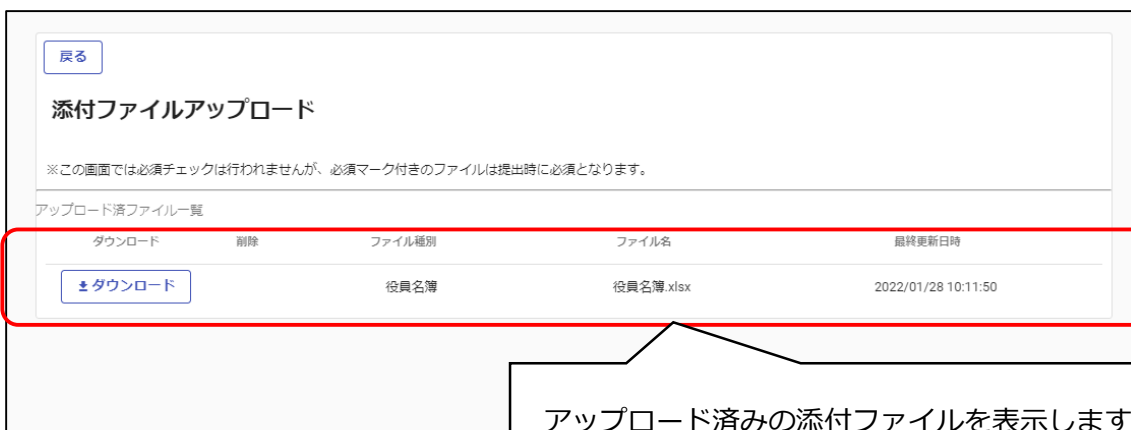 戻る
添付ファイルアップロード
※この画面では必須チェックは行われませんが、必須マーク付きのファイルは提出時に必須となります。
アップロード済ファイル一覧
ダウンロード 削除 ファイル種別 ファイル名 最終更新日時
ダウンロード 役員名簿 役員名簿.xlsx 2022/01/28 10:11:50
アップロード済みの添付ファイルを表示します